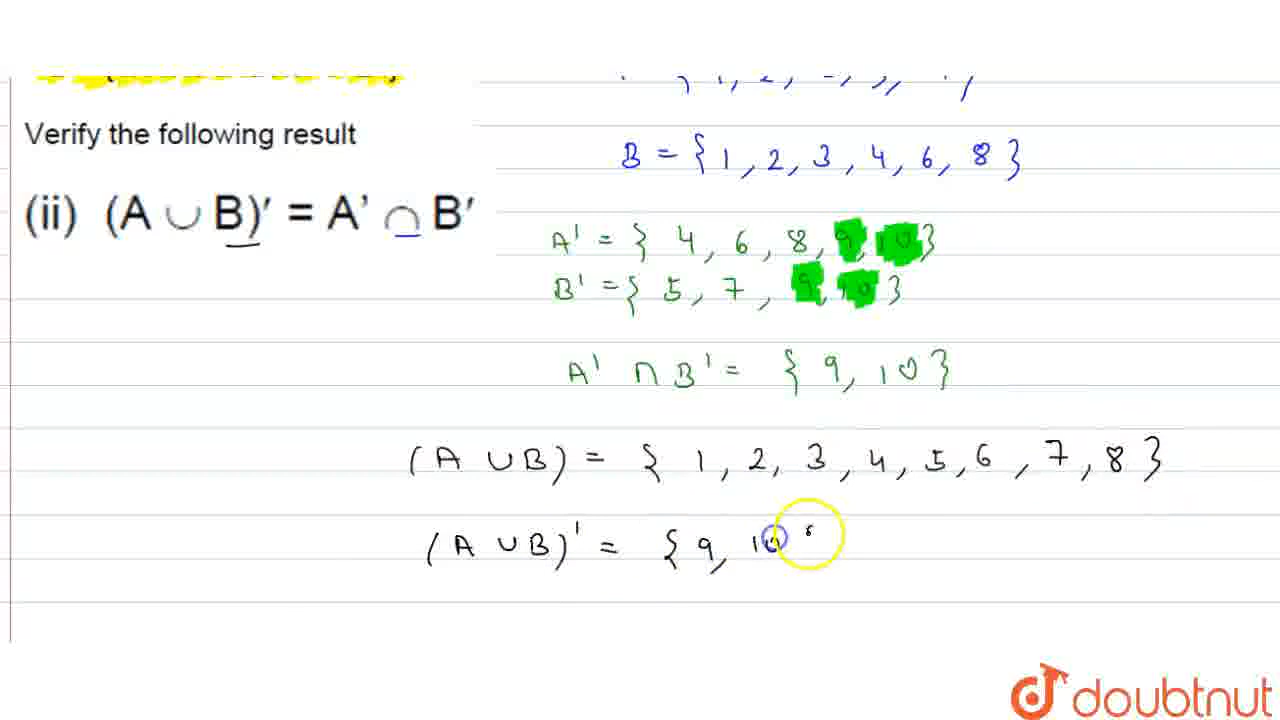 Verify the following result
B = { 1, 2, 3, 4, 6, 8 }
(ii) (A ∪ B)′ = A’ ∩ B′
A' = { 4, 6, 8, 9, 10 }
B' = { 5, 7, 9, 10 }
A' ∩ B' = { 9, 10 }
(A ∪ B) = { 1, 2, 3, 4, 5, 6, 7, 8 }
(A ∪ B)' = { 9, 10
doubtnut